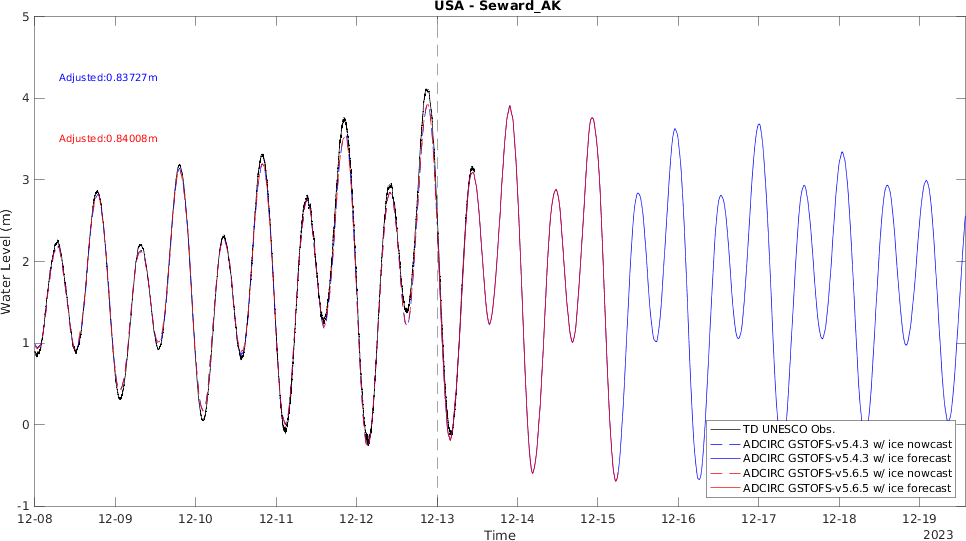 USA - Seward_AK
5
4
3
2
1
0
-1
Water Level (m)
Adjusted:0.83727m
Adjusted:0.84008m
TD UNESCO Obs.
ADCIRC GSTOFS-v5.4.3 w/ ice nowcast
ADCIRC GSTOFS-v5.4.3 w/ ice forecast
ADCIRC GSTOFS-v5.6.5 w/ ice nowcast
ADCIRC GSTOFS-v5.6.5 w/ ice forecast
12-08 12-09 12-10 12-11 12-12 12-13 12-14 12-15 12-16 12-17 12-18 12-19
Time
2023